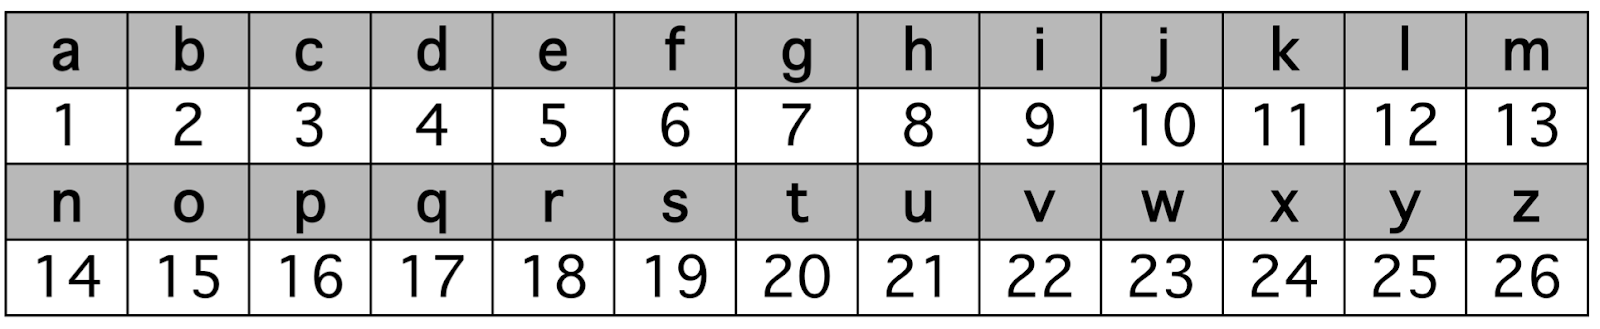 a b c d e f g h i j k l m
1 2 3 4 5 6 7 8 9 10 11 12 13
n o p q r s t u v w x y z
14 15 16 17 18 19 20 21 22 23 24 25 26